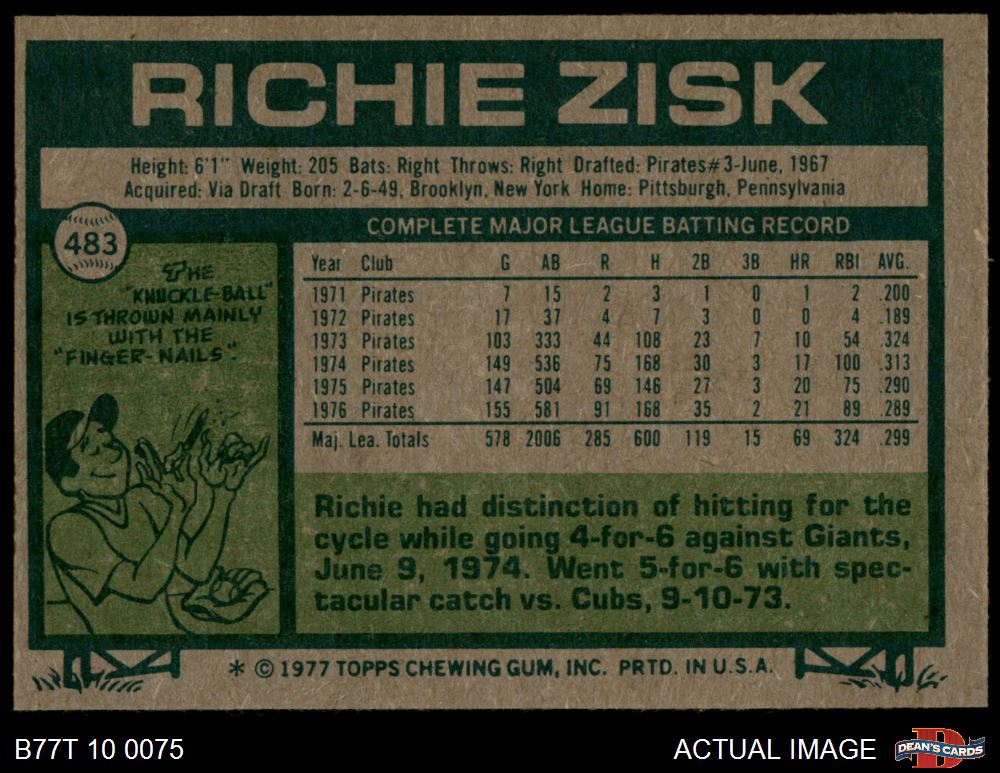 RICHIE ZISK
Height: 6'1" Weight: 205 Bats: Right Throws: Right Drafted: Pirates#3-June, 1967
Acquired: Via Draft Born: 2-6-49, Brooklyn, New York Home: Pittsburgh, Pennsylvania
483
THE
"KNUCKLE-BALL"
IS THROWN MAINLY
WITH THE
"FINGER-NAILS".
COMPLETE MAJOR LEAGUE BATTING RECORD
Year Club G AB R H 2B 3B HR RBI AVG.
1971 Pirates 7 15 2 3 1 0 1 2 .200
1972 Pirates 17 37 4 7 3 0 0 4 .189
1973 Pirates 103 333 44 108 23 7 10 54 .324
1974 Pirates 149 536 75 168 30 3 17 100 .313
1975 Pirates 147 504 69 146 27 3 20 75 .290
1976 Pirates 155 581 91 168 35 2 21 89 .289
Maj. Lea. Totals 578 2006 285 600 119 15 69 324 .299
Richie had distinction of hitting for the
cycle while going 4-for-6 against Giants,
June 9, 1974. Went 5-for-6 with spec-
tacular catch vs. Cubs, 9-10-73.
* © 1977 TOPPS CHEWING GUM, INC. PRTD. IN U.S.A.
B77T 10 0075
ACTUAL IMAGE
DEAN'S CARDS